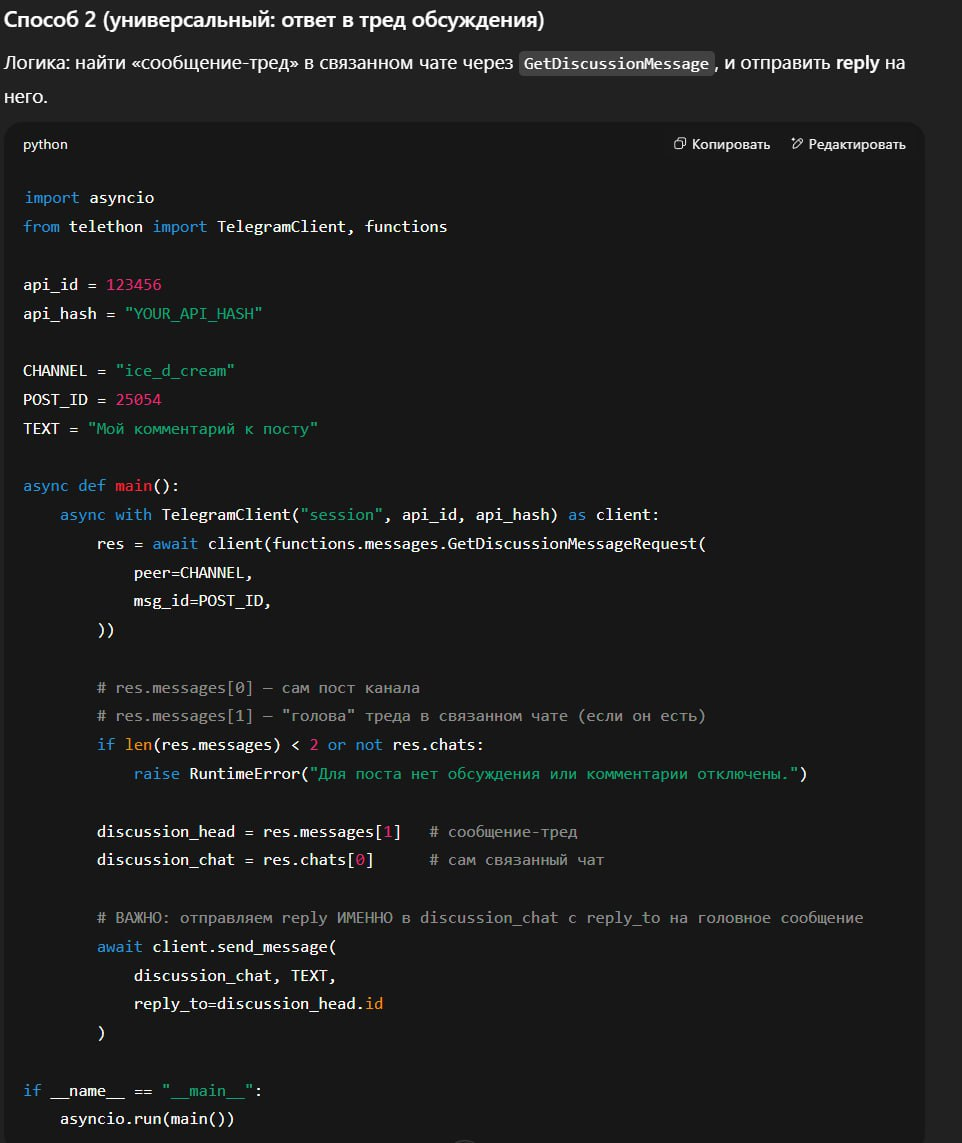 Способ 2 (универсальный: ответ в тред обсуждения)
Логика: найти «сообщение-тред» в связанном чате через GetDiscussionMessage, и отправить reply на
него.
python Копировать Редактировать
import asyncio
from telethon import TelegramClient, functions
api_id = 123456
api_hash = "YOUR_API_HASH"
CHANNEL = "ice_d_cream"
POST_ID = 25054
TEXT = "Мой комментарий к посту"
async def main():
    async with TelegramClient("session", api_id, api_hash) as client:
        res = await client(functions.messages.GetDiscussionMessageRequest(
            peer=CHANNEL,
            msg_id=POST_ID,
        ))
        # res.messages[0] — сам пост канала
        # res.messages[1] — "голова" треда в связанном чате (если он есть)
        if len(res.messages) < 2 or not res.chats:
            raise RuntimeError("Для поста нет обсуждения или комментарии отключены.")
        discussion_head = res.messages[1]   # сообщение-тред
        discussion_chat = res.chats[0]      # сам связанный чат
        # ВАЖНО: отправляем reply ИМЕННО в discussion_chat с reply_to на головное сообщение
        await client.send_message(
            discussion_chat, TEXT,
            reply_to=discussion_head.id
        )
if __name__ == "__main__":
    asyncio.run(main())